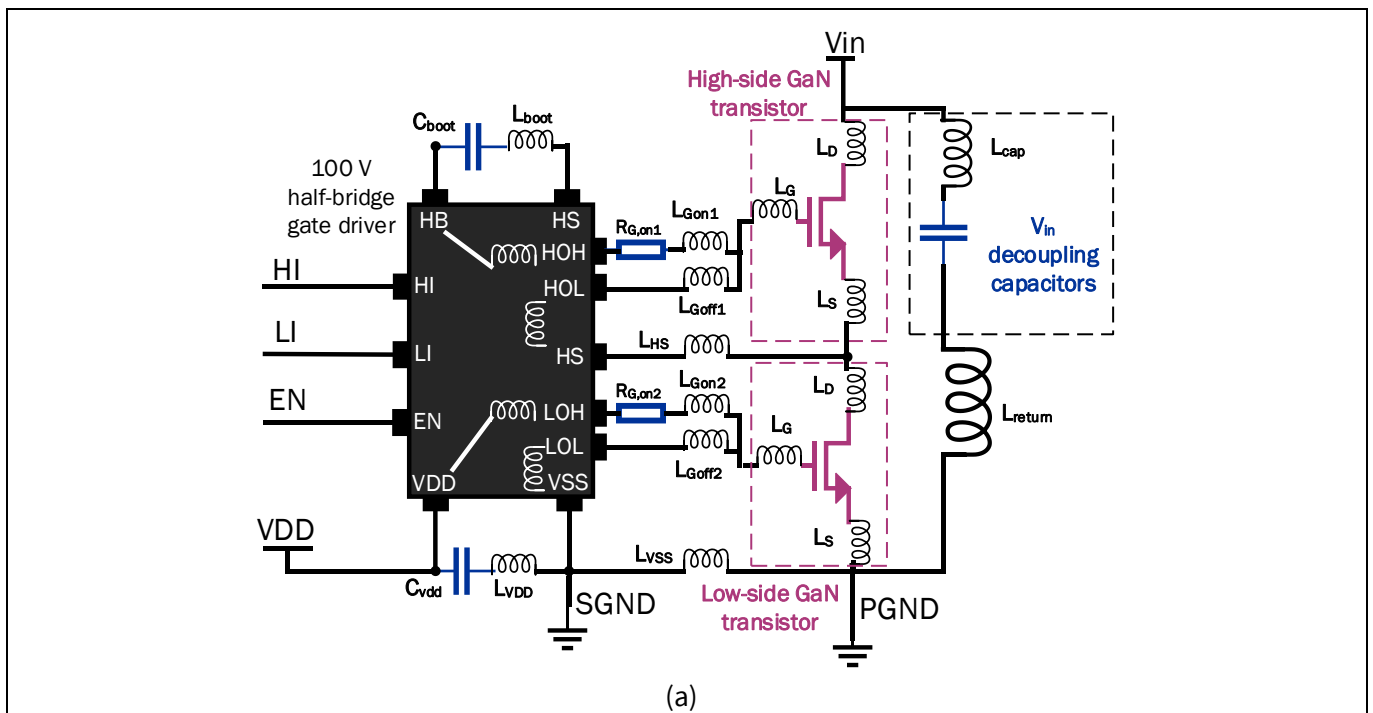 Vin
High-side GaN
transistor
Cboot
Lboot
LD
Lcap
100 V
half-bridge
gate driver
LG
LGon1
RG,on1
HB
HS
HOH
Vin
decoupling
capacitors
HI
HI
HOL
LGoff1
LS
LI
LI
HS
LHS
LD
LGon2
RG,on2
EN
EN
LOH
LG
Lreturn
LOL
LGoff2
VDD
VSS
LS
VDD
LVSS
Cvdd
LVDD
SGND
Low-side GaN
transistor
PGND
(a)